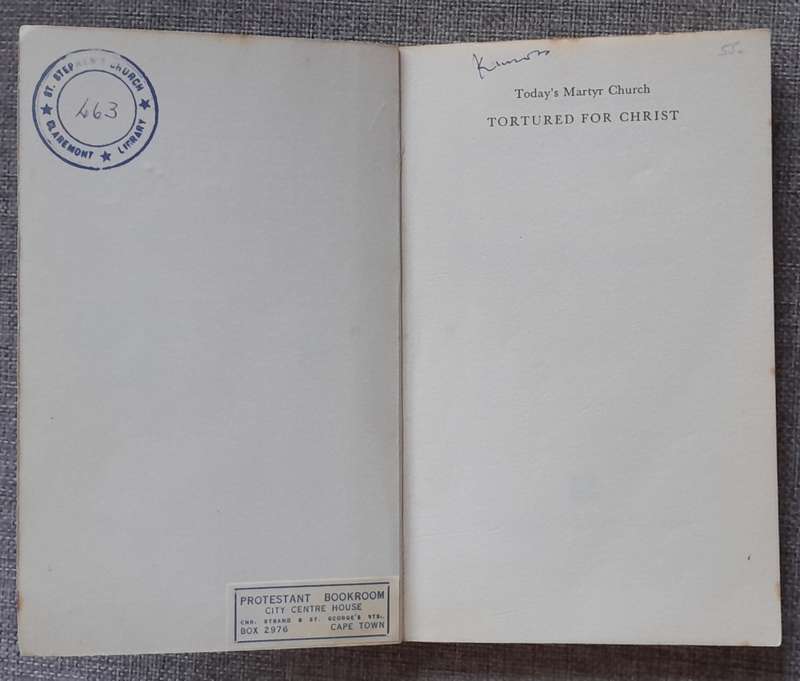 ST. STEPHEN'S CHURCH
463
CLAREMONT LIBRARY
PROTESTANT BOOKROOM
CITY CENTRE HOUSE
CNR. STRAND & ST. GEORGE'S STS.
BOX 2976 CAPE TOWN
55-
Today's Martyr Church
TORTURED FOR CHRIST